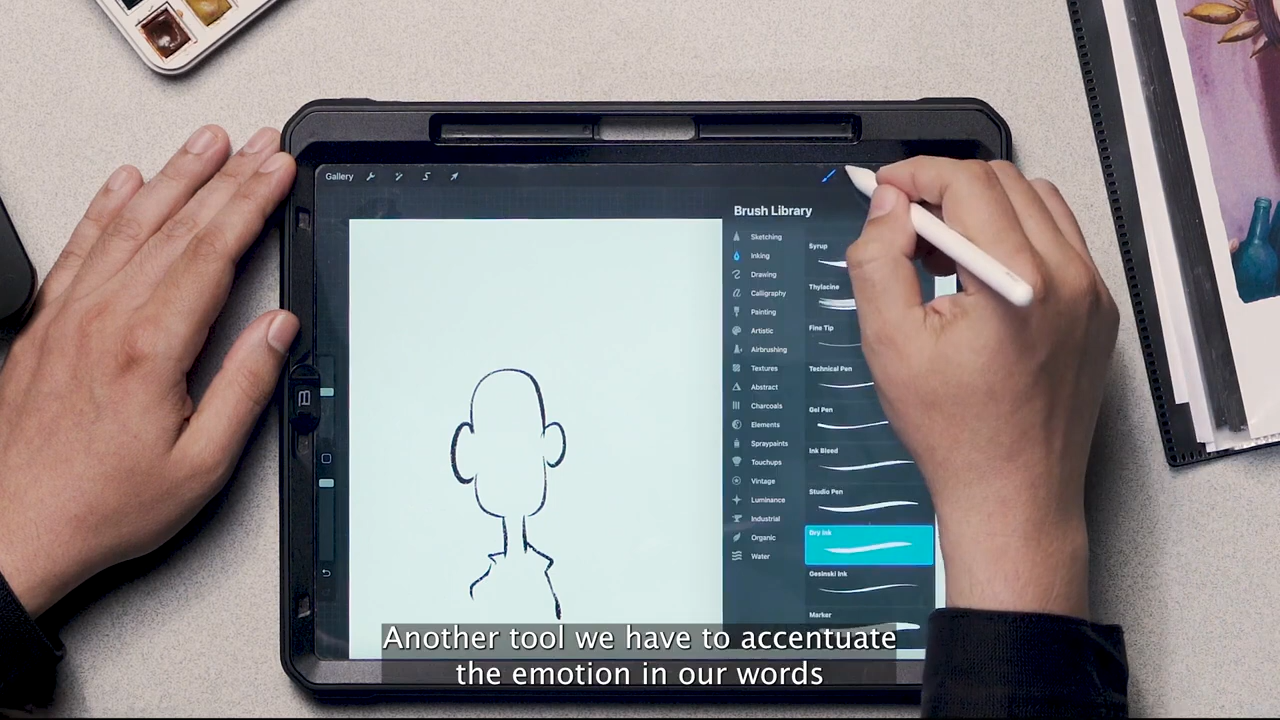 Gallery
Brush Library
Sketching
Inking
Drawing
Calligraphy
Painting
Artistic
Airbrushing
Textures
Abstract
Charcoals
Elements
Spraypaints
Touchups
Vintage
Luminance
Industrial
Organic
Water
Syrup
Thylacine
Fine Tip
Technical Pen
Gel Pen
Ink Bleed
Studio Pen
Dry Ink
Gesinski Ink
Marker
Another tool we have to accentuate
the emotion in our words